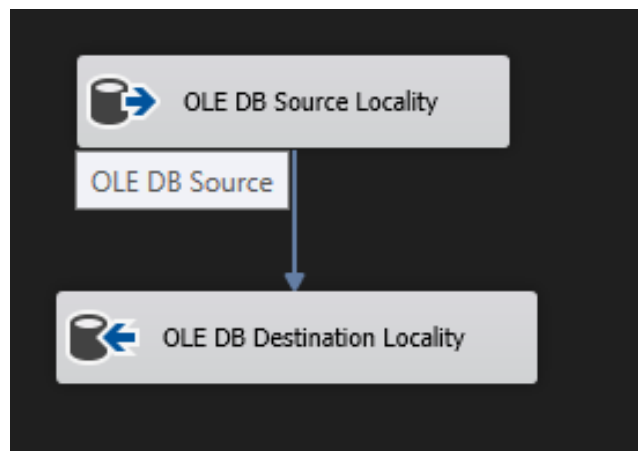 OLE DB Source Locality
OLE DB Source
OLE DB Destination Locality